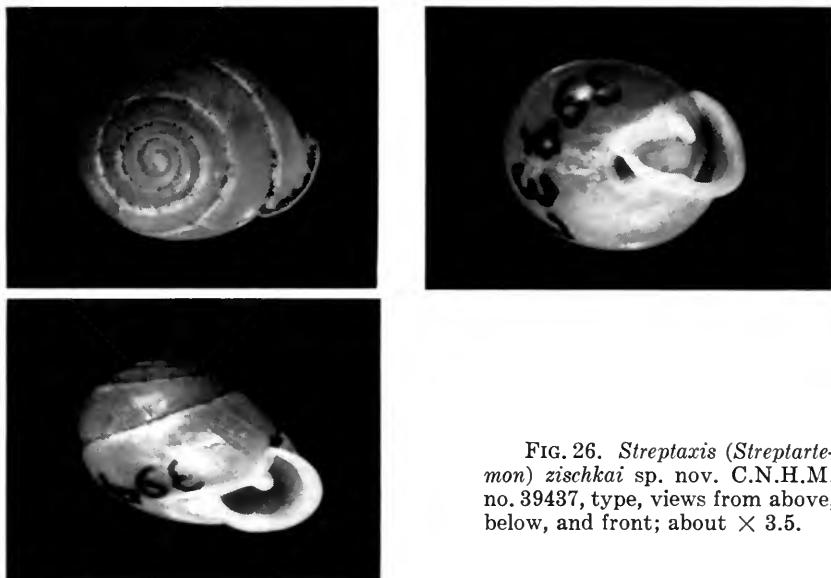 FIG. 26. Streptaxis (Streptarte-
mon) zischkai sp. nov. C.N.H.M.
no. 39437, type, views from above,
below, and front; about × 3.5.